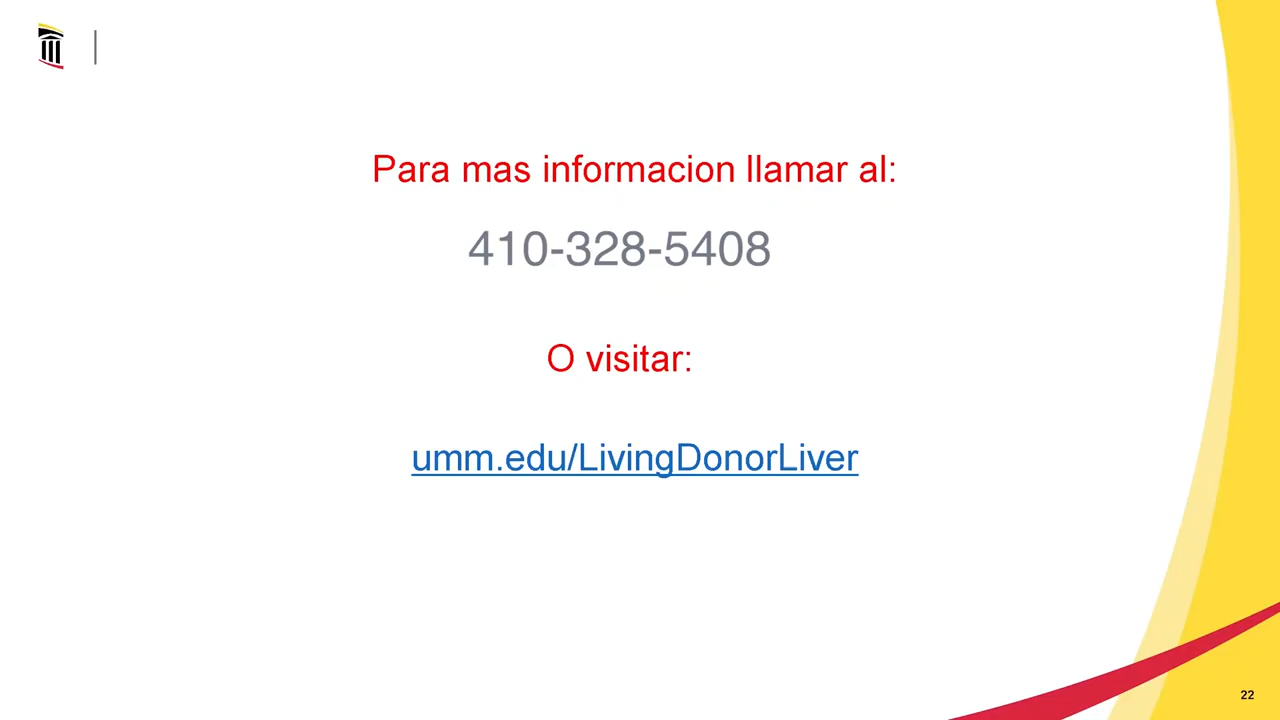 Para mas informacion llamar al:
410-328-5408
O visitar:
umm.edu/LivingDonorLiver
22